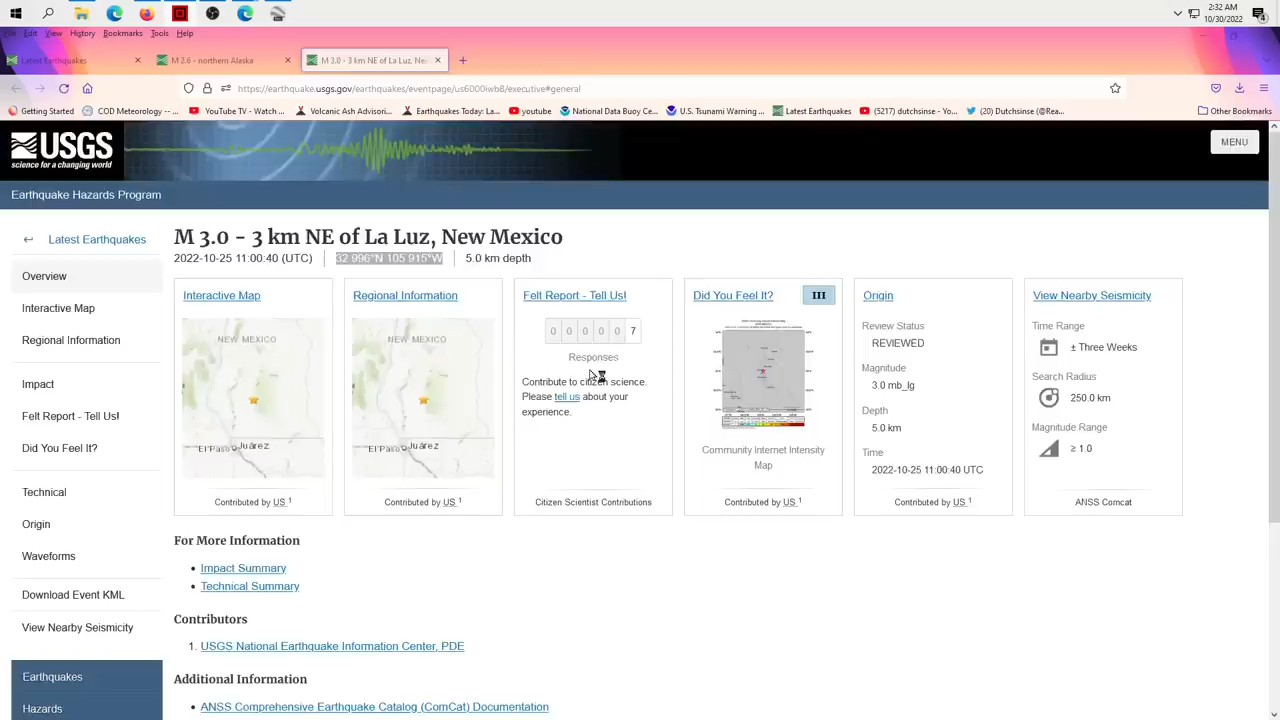 2:32 AM
10/30/2022
4
File Edit View History Bookmarks Tools Help
Latest Earthquakes
M 2.6 - northern Alaska
M 3.0 - 3 km NE of La Luz, Ne
https://earthquake.usgs.gov/earthquakes/eventpage/us6000iwb8/executive#general
Getting Started COD Meteorology -- ... YouTube TV - Watch ... Volcanic Ash Advisori... Earthquakes Today: La... youtube National Data Buoy Ce... U.S. Tsunami Warning ... Latest Earthquakes (5217) dutchsinse - Yo... (20) Dutchsinse (@Rea... Other Bookmarks
USGS
science for a changing world
MENU
Earthquake Hazards Program
Latest Earthquakes
Overview
Interactive Map
Regional Information
Impact
Felt Report - Tell Us!
Did You Feel It?
Technical
Origin
Waveforms
Download Event KML
View Nearby Seismicity
Earthquakes
Hazards
M 3.0 - 3 km NE of La Luz, New Mexico
2022-10-25 11:00:40 (UTC) 32.996°N 105.915°W 5.0 km depth
Interactive Map
NEW MEXICO
El Paso Juárez
Contributed by US 1
Regional Information
NEW MEXICO
El Paso Juárez
Contributed by US 1
Felt Report - Tell Us!
0 0 0 0 0 7
Responses
Contribute to citizen science.
Please tell us about your
experience.
Citizen Scientist Contributions
Did You Feel It? III
Community Internet Intensity
Map
Contributed by US 1
Origin
Review Status
REVIEWED
Magnitude
3.0 mb_lg
Depth
5.0 km
Time
2022-10-25 11:00:40 UTC
Contributed by US 1
View Nearby Seismicity
Time Range
± Three Weeks
Search Radius
250.0 km
Magnitude Range
≥ 1.0
ANSS Comcat
For More Information
• Impact Summary
• Technical Summary
Contributors
1. USGS National Earthquake Information Center, PDE
Additional Information
• ANSS Comprehensive Earthquake Catalog (ComCat) Documentation